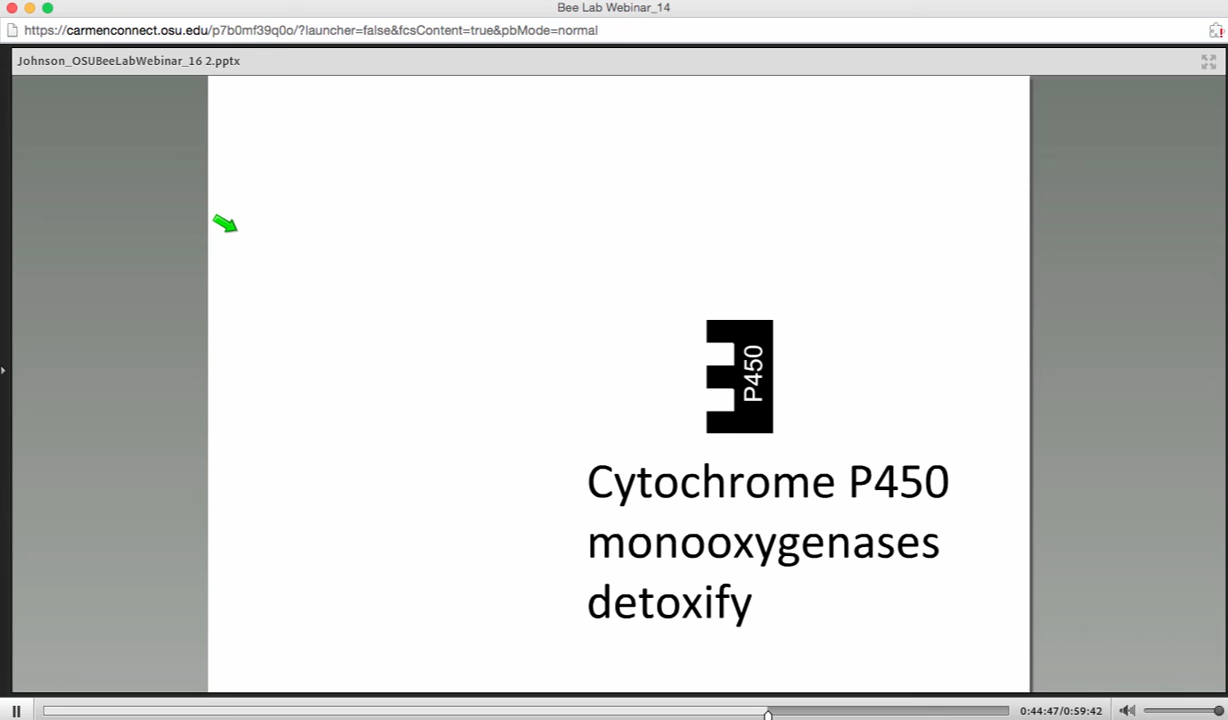 Bee Lab Webinar_14
https://carmenconnect.osu.edu/p7b0mf39q0o/?launcher=false&fcsContent=true&pbMode=normal
Johnson_OSUBeeLabWebinar_16 2.pptx
P450
Cytochrome P450
monooxygenases
detoxify
0:44:47/0:59:42